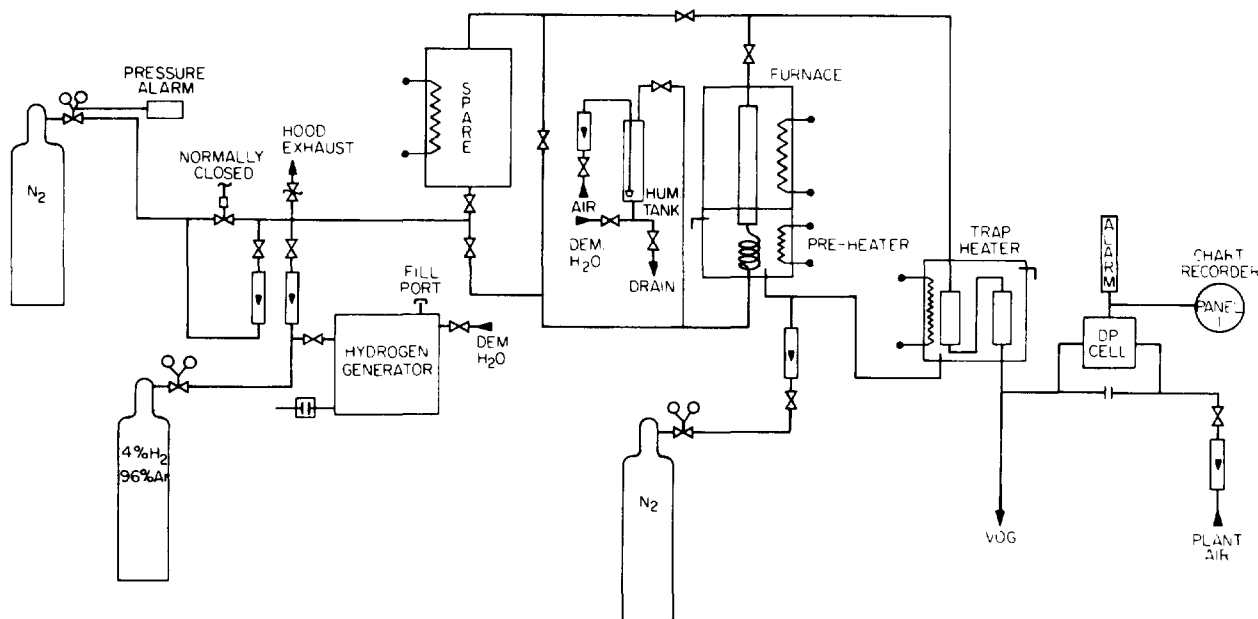 PRESSURE
ALARM
N2
NORMALLY
CLOSED
HOOD
EXHAUST
SPARE
AIR
HUM
TANK
DEM.
H2O
DRAIN
FURNACE
PRE-HEATER
TRAP
HEATER
ALARM
CHART
RECORDER
PANEL
1
DP
CELL
FILL
PORT
HYDROGEN
GENERATOR
DEM
H2O
4%H2
96%Ar
N2
VOG
PLANT
AIR